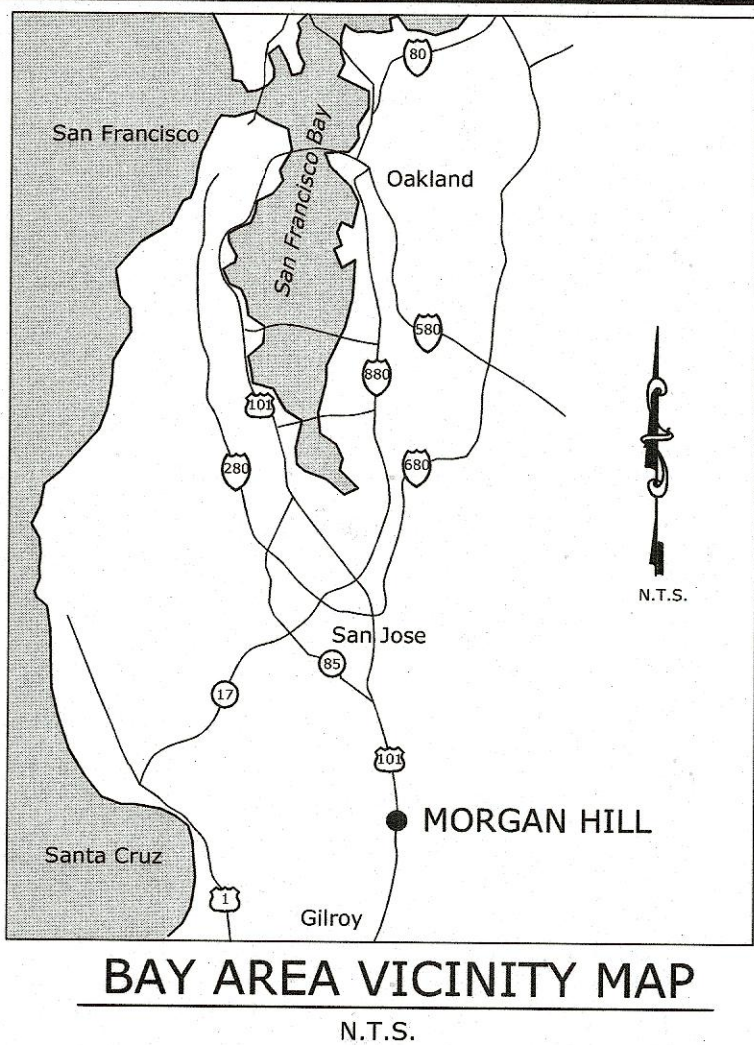 80
San Francisco
San Francisco Bay
Oakland
580
880
101
280
680
N.T.S.
San Jose
85
17
101
MORGAN HILL
Santa Cruz
1
Gilroy
BAY AREA VICINITY MAP
N.T.S.